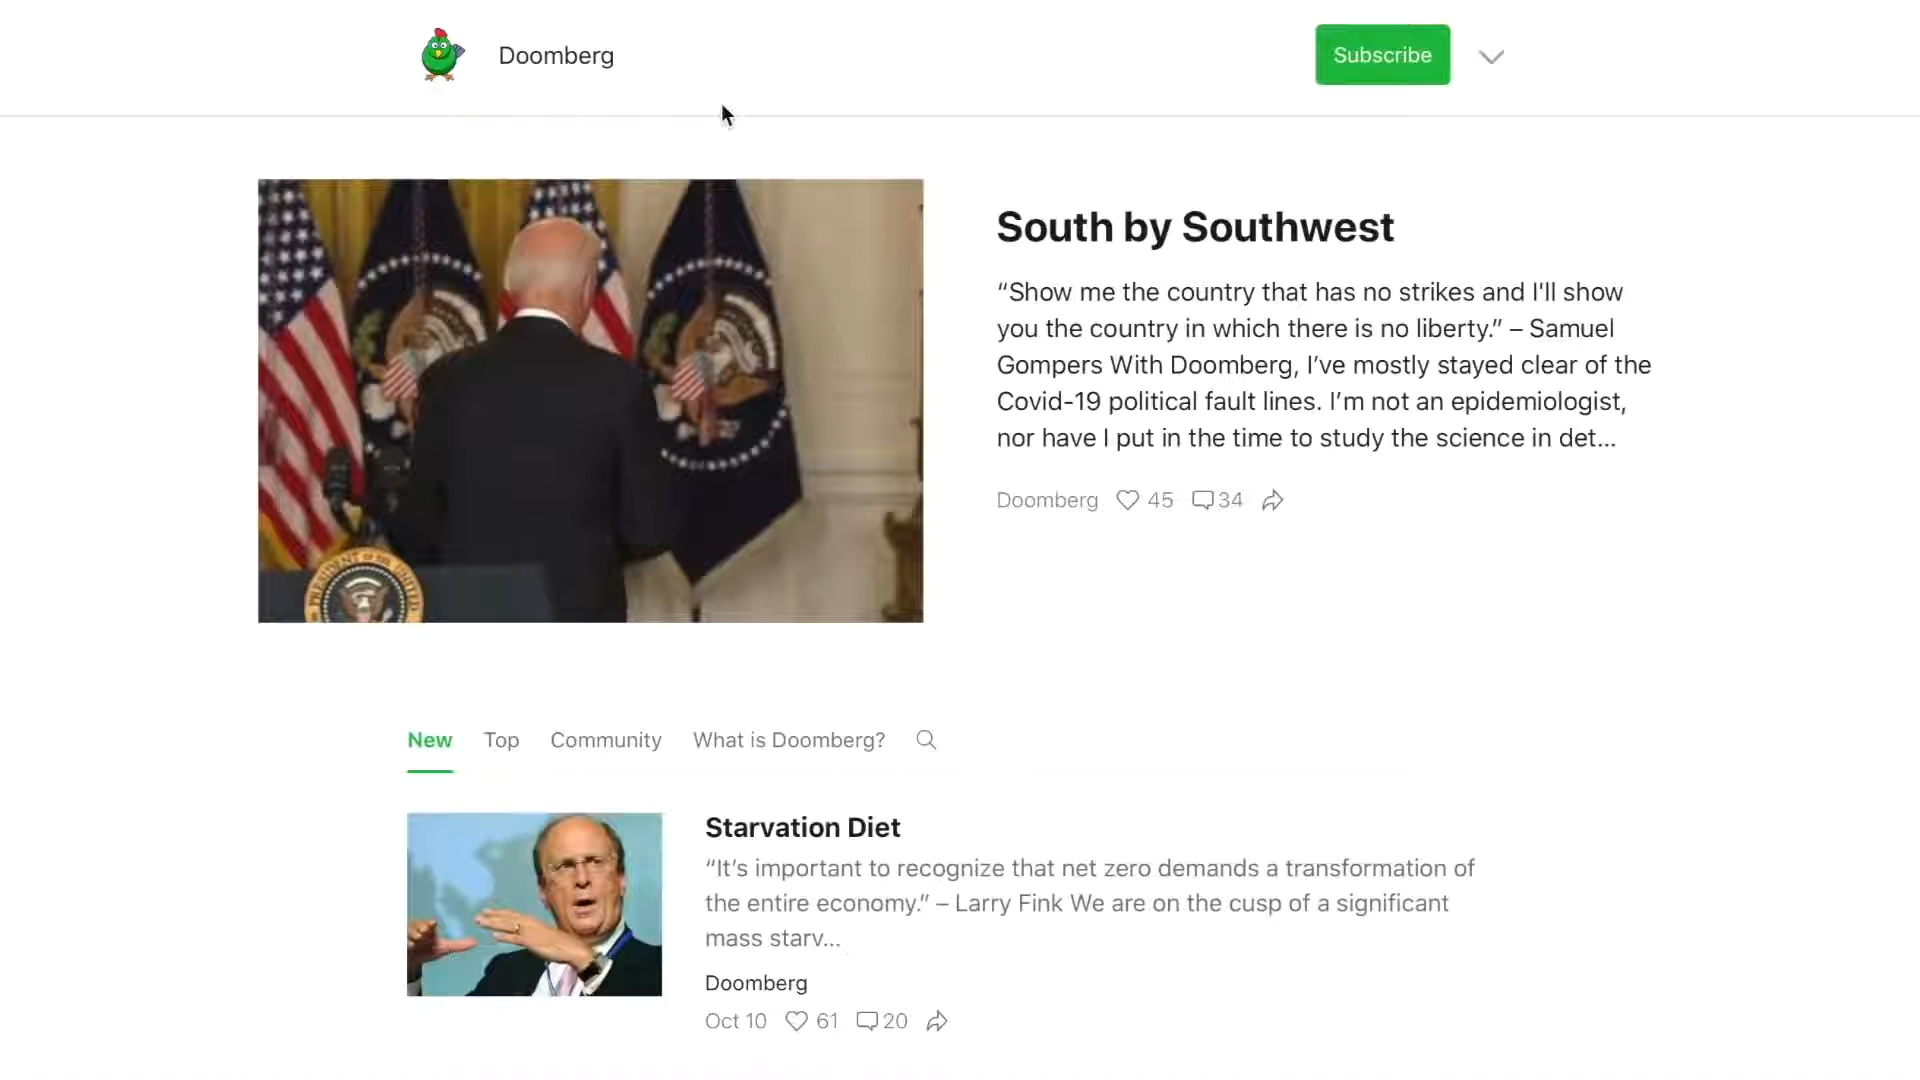 Doomberg
Subscribe
South by Southwest
“Show me the country that has no strikes and I'll show
you the country in which there is no liberty.” – Samuel
Gompers With Doomberg, I’ve mostly stayed clear of the
Covid-19 political fault lines. I’m not an epidemiologist,
nor have I put in the time to study the science in det...
Doomberg 45 34
PRESIDENT OF THE UNITED
New Top Community What is Doomberg?
Starvation Diet
“It’s important to recognize that net zero demands a transformation of
the entire economy.” – Larry Fink We are on the cusp of a significant
mass starv...
Doomberg
Oct 10 61 20